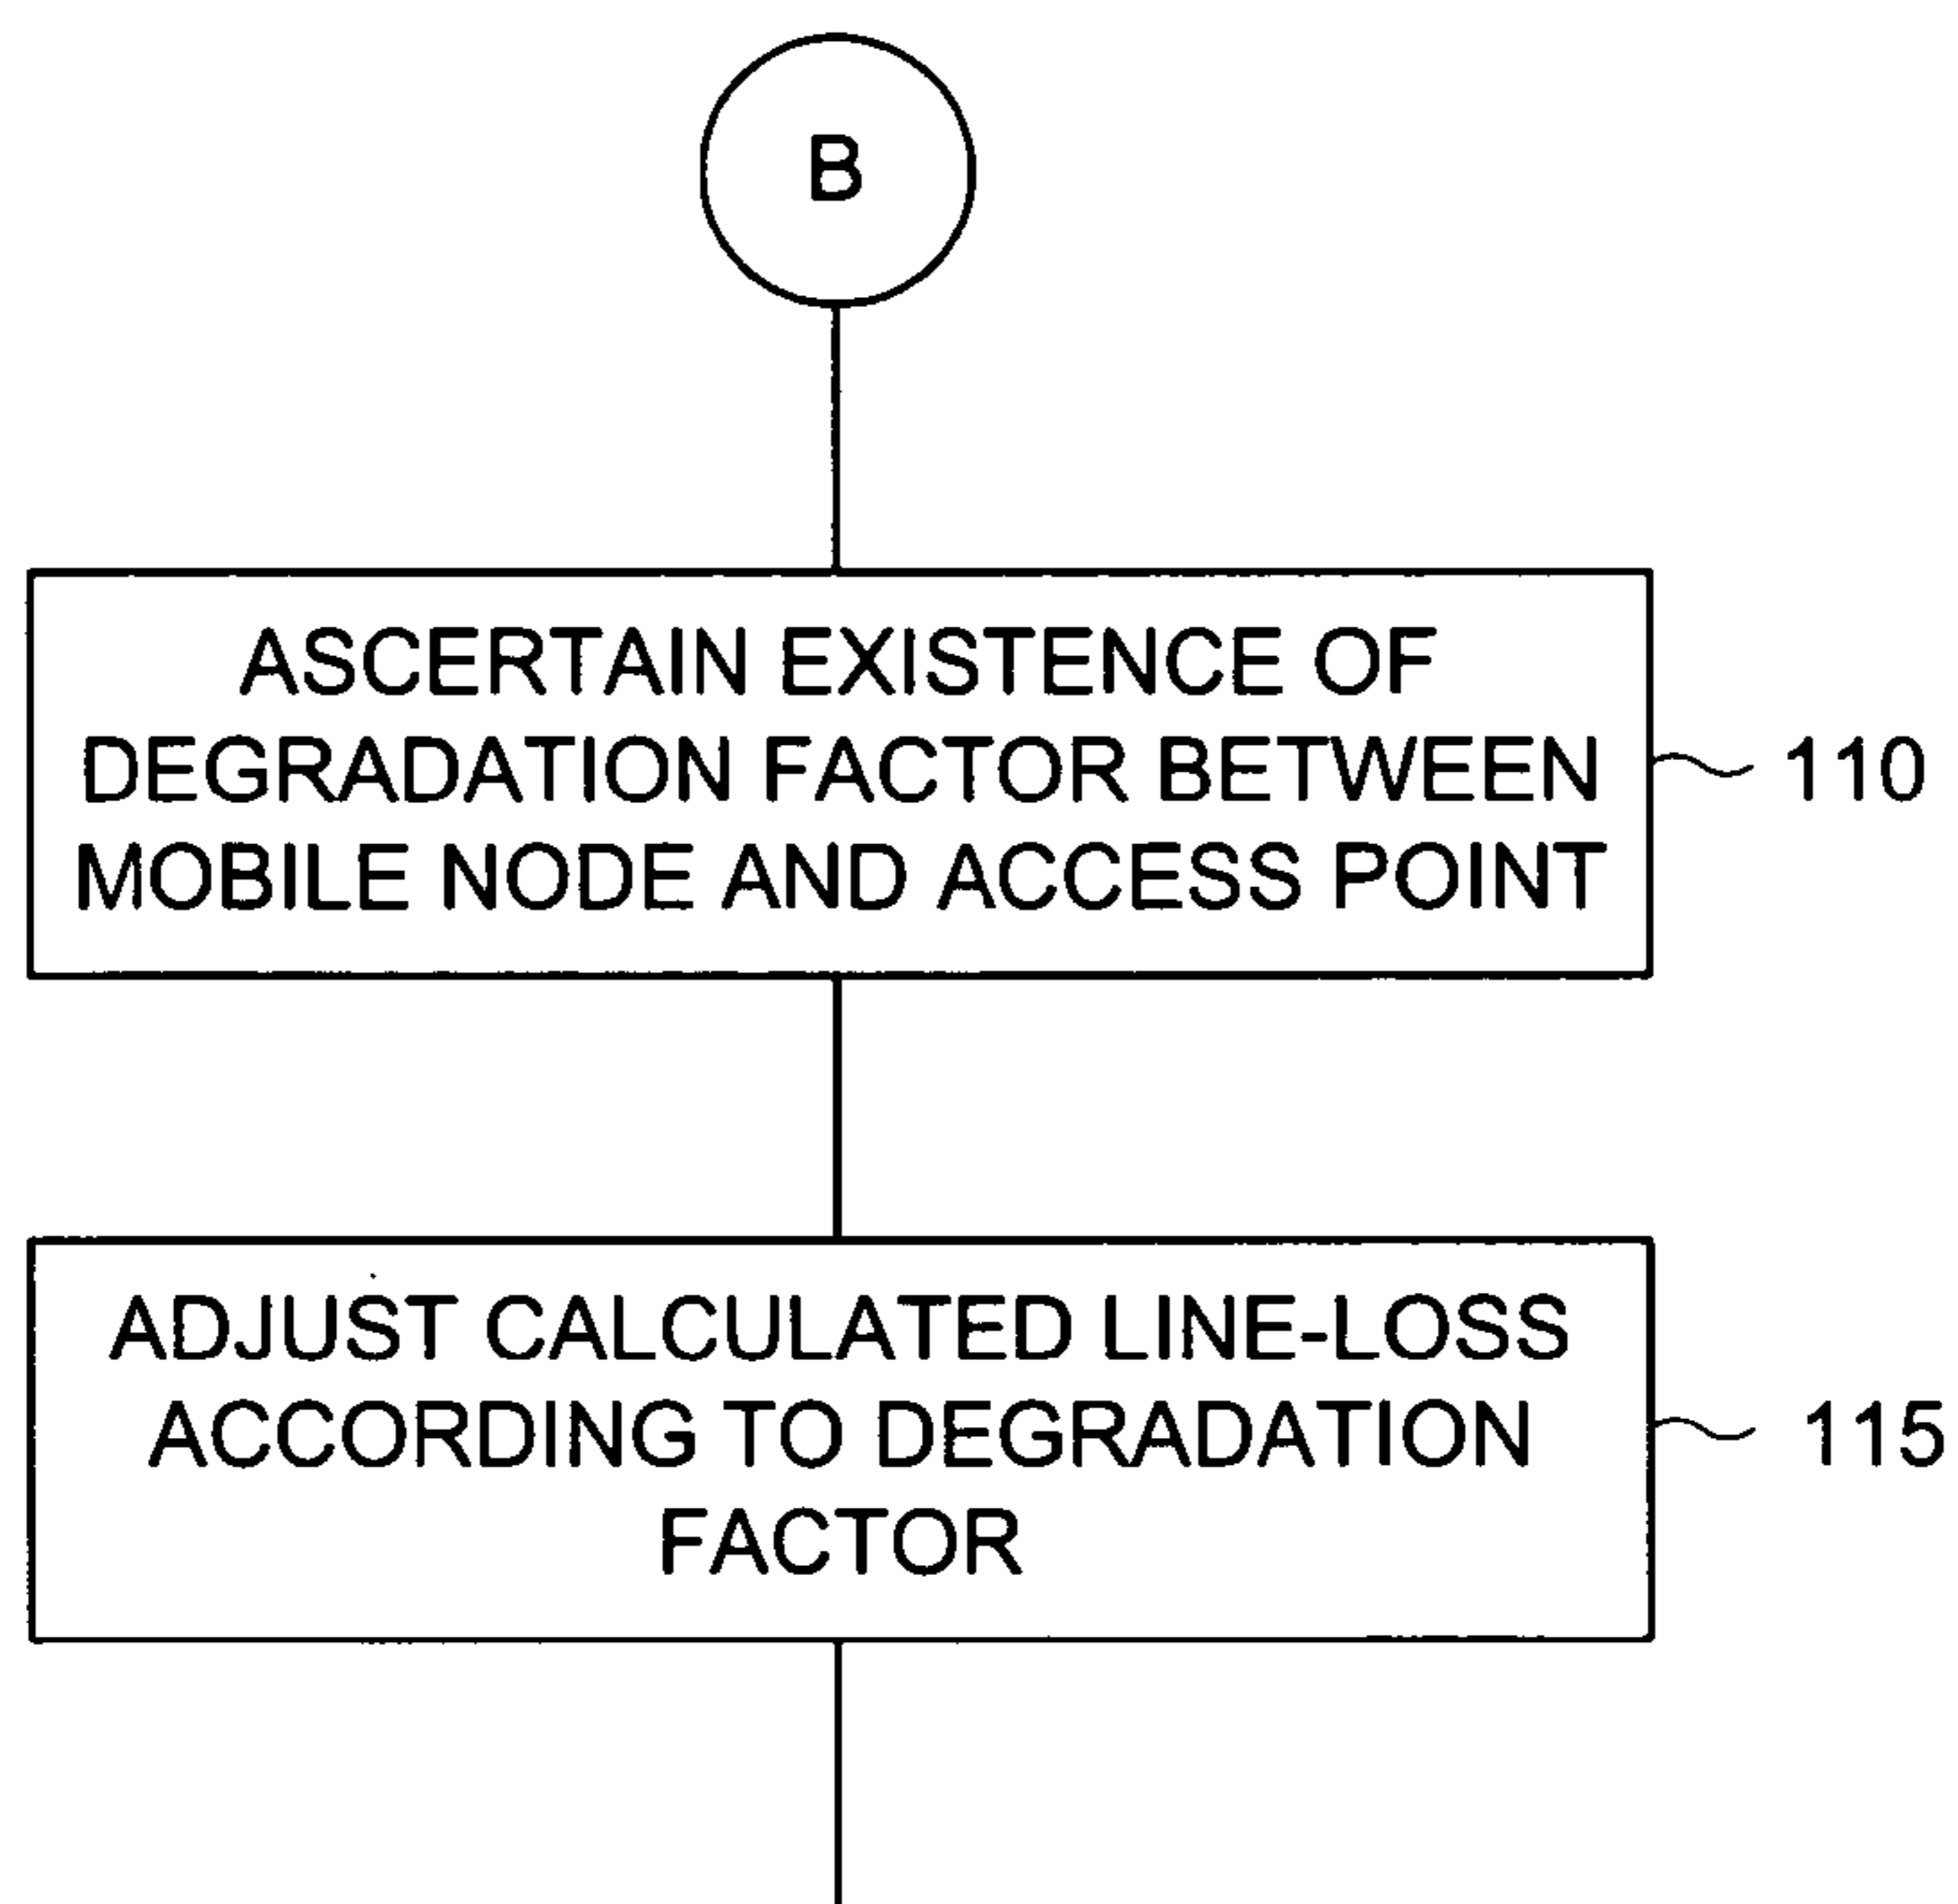 B
ASCERTAIN EXISTENCE OF
DEGRADATION FACTOR BETWEEN
MOBILE NODE AND ACCESS POINT
110
ADJUST CALCULATED LINE-LOSS
ACCORDING TO DEGRADATION
FACTOR
115